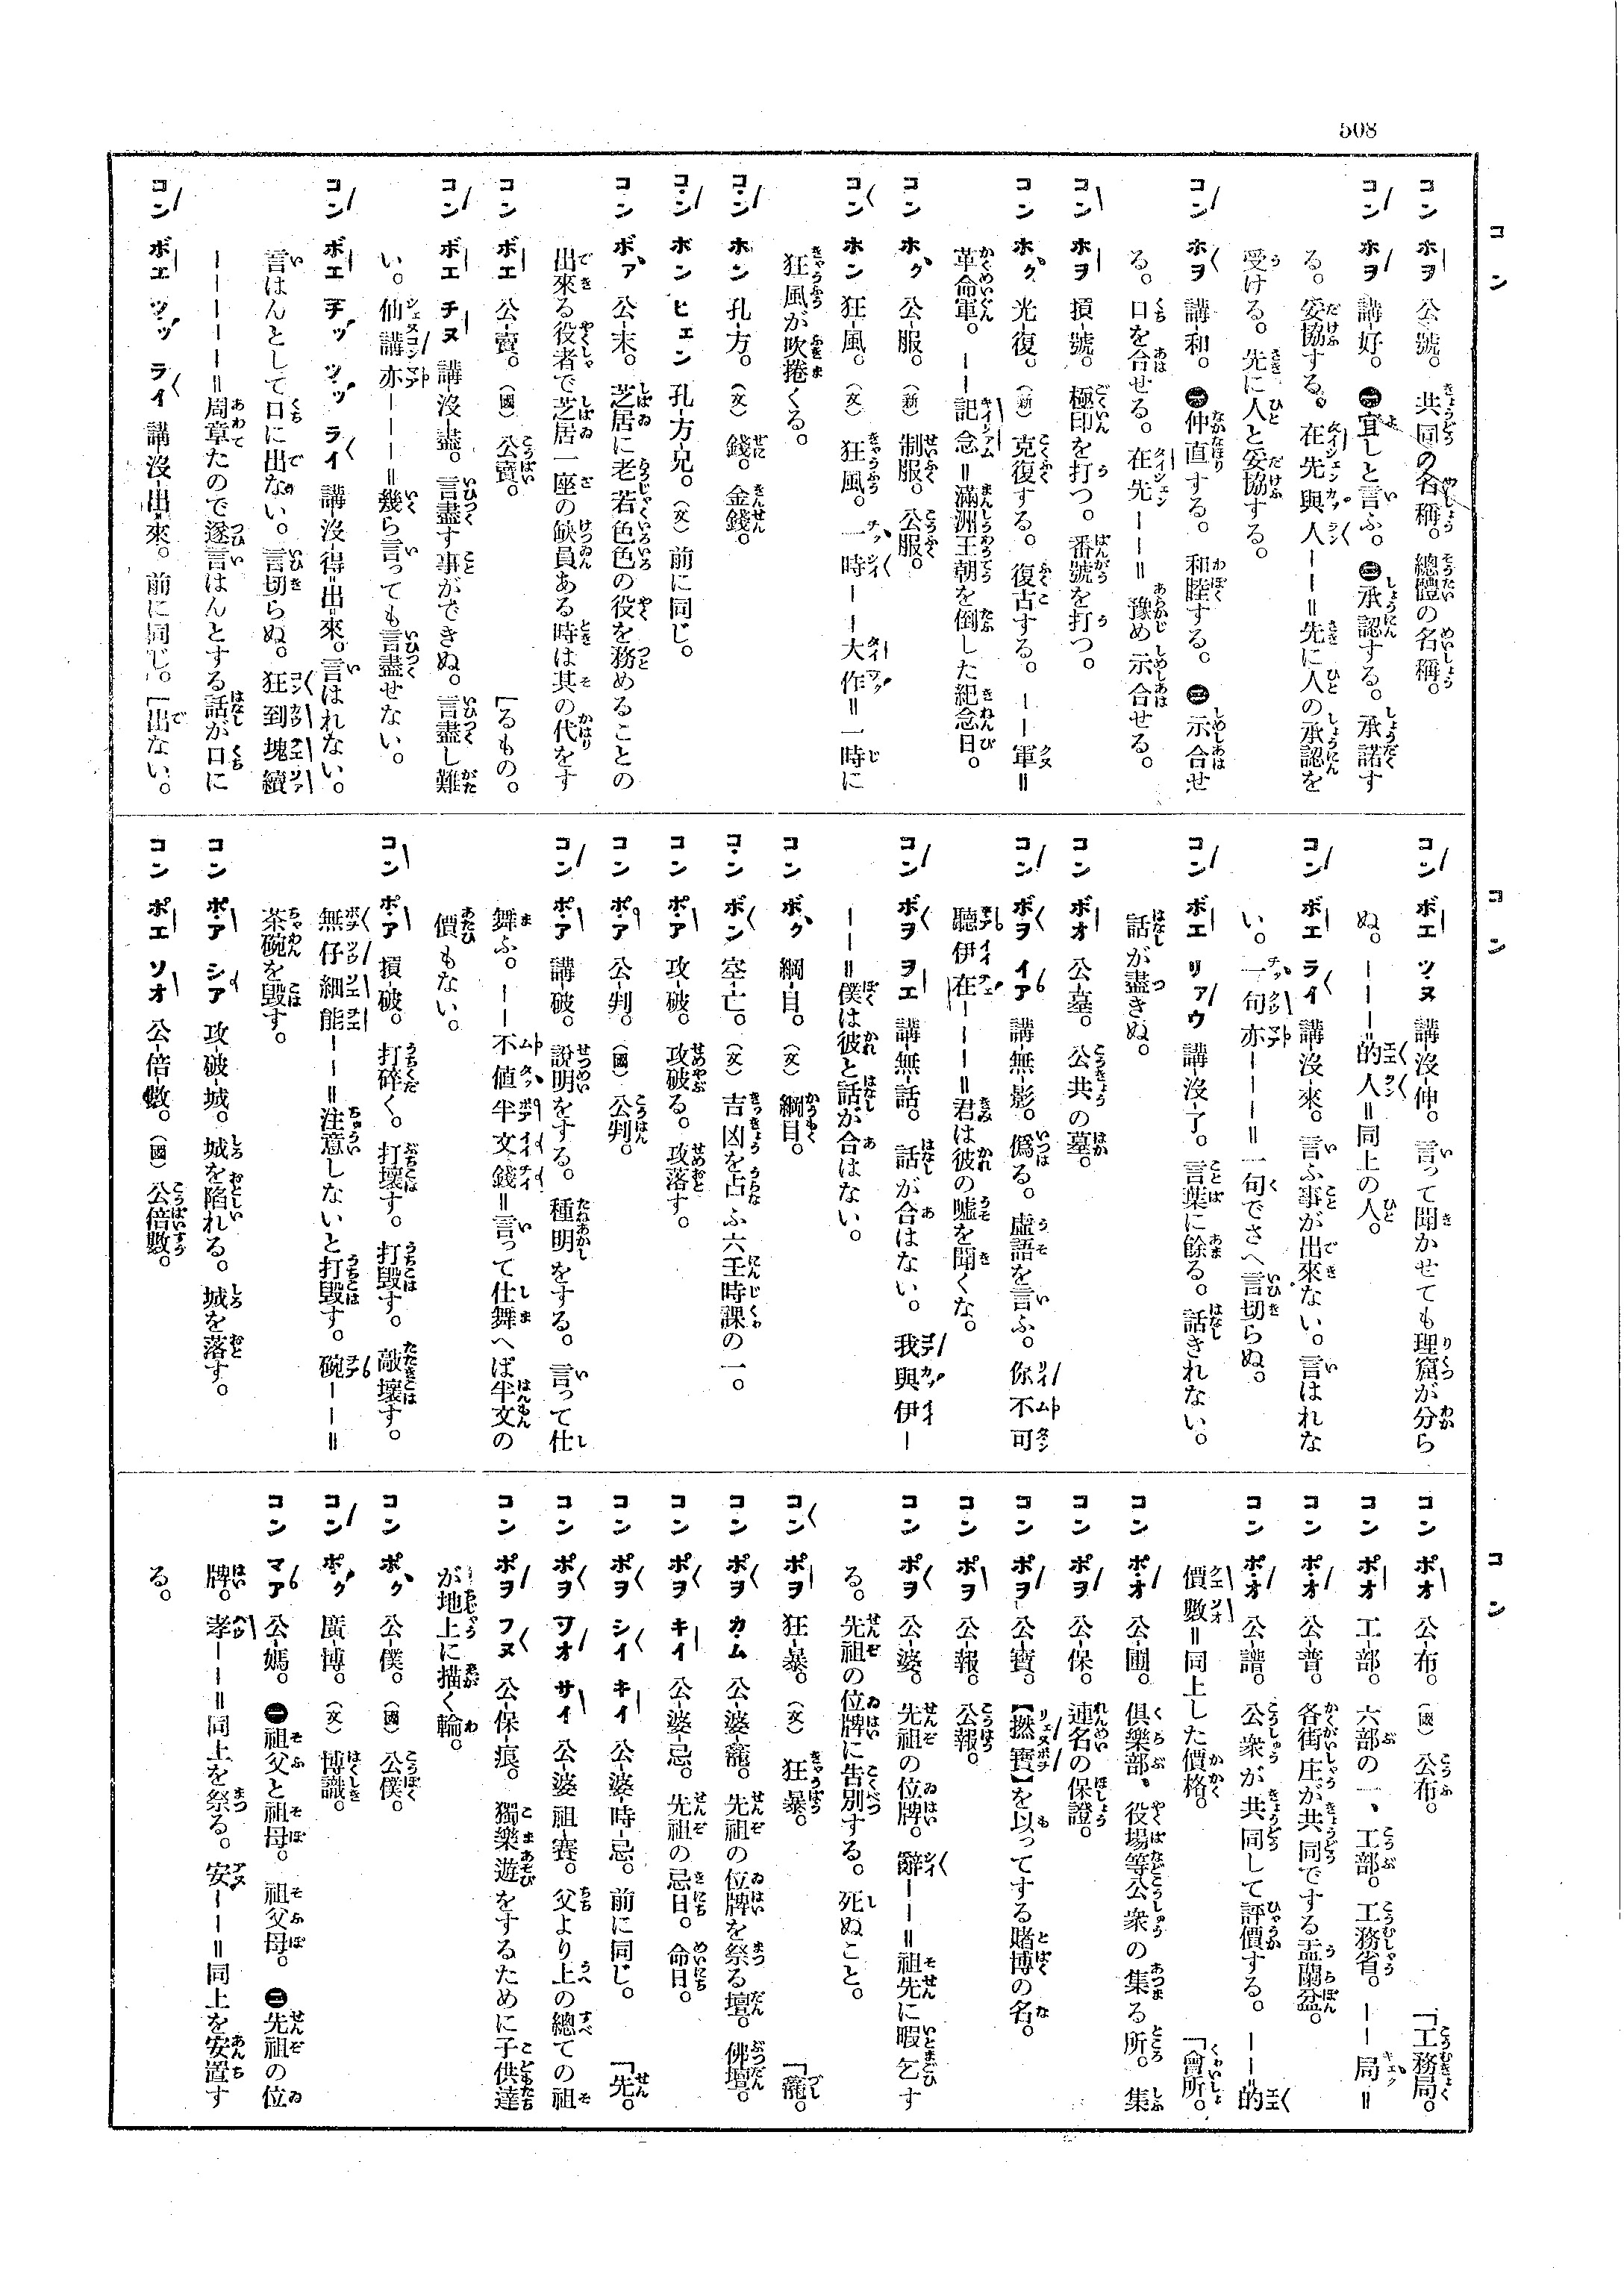 508
コン
コン ホヲ 公-號。 共同の名稱。總體の名稱。
コン ホヲ 講-好。 ㊀宜しと言ふ。㊁承認する。承諾す
る。妥協する。在先與人ーー=先に人の承認を
受ける。先に人と妥協する。
コン ホヲ 講-和。 ㊀仲直する。和睦する。㊁示合せ
る。口を合せる。在先ーー=豫め示合せる。
コン ホヲ 損-號。極印を打つ。番號を打つ。
コン ホク 光-復。(新) 克復する。復古する。ーー軍=
革命軍。ーー記念=滿洲王朝を倒した紀念日。
コン ホク 公-服。(新) 制服。公服。
コン ホン 狂-風。(文) 狂風。一時ーー大作=一時に
狂風が吹捲くる。
コン ホン 孔-方。(文) 錢。金錢。
コン ホン ヒェン 孔-方-兄。(文) 前に同じ。
コン ボア 公-末。芝居に老若色色の役を務めることの
出來る役者で芝居一座の缺員ある時は其の代をす
コン ボエ 公-賣。(國) 公賣。 [るもの。
コン ボエ チヌ 講-沒-盡。言盡す事ができぬ。言盡し難
い。仙講亦ーーー=幾ら言っても言盡せない。
コン ボエ チッ ツッ ライ 講-沒-得=出=來。言はれない。
言はんとして口に出ない。言切らぬ。狂到塊續
ーーーーー=周章たので遂言はんとする話が口に
コン ボエ ツッ ライ 講-沒-出=來。前に同じ。[出ない。
コン
コン ボエ ツヌ 講-沒-伸。言って聞かせても理窟が分ら
ぬ。ーーー的人=同上の人。
コン ボエ ライ 講-沒-來。言ふ事が出來ない。言はれな
い。一句亦ーーー=一句でさへ言切らぬ。
コン ボエ リアウ 講-沒-了。言葉に餘る。話きれない。
話が盡きぬ。
コン ボオ 公-墓。公共の墓。
コン ボヲ イア 講-無-影。僞る。虛語を言ふ。你不可
聽伊在ーーー=君は彼の嘘を聞くな。
コン ボヲ ヲエ 講-無-話。話が合はない。我與伊ー
ーー=僕は彼と話が合はない。
コン ボク 綱-目。(文) 綱目。
コン ボン 空-亡。(文) 吉凶を占ふ六壬時課の一。
コン ポア 攻-破。攻破る。攻落す。
コン ポア 公-判。(國) 公判。
コン ポア 講-破。說明をする。種明をする。言って仕
舞ふ。ーー不值半文錢=言って仕舞へば半文の
價もない。
コン ポア 損-破。打碎く。打壞す。打毀す。敲壞す。
無仔細能ーー=注意しないと打毀す。碗ーー=
茶碗を毀す。
コン ポア シア 攻-破-城。城を陷れる。城を落す。
コン ポエ ソオ 公-倍-數。(國) 公倍數。
コン
コン ポオ 公-布。(國) 公布。 [工務局。
コン ポオ 工-部。六部の一、工部。工務省。ーー局=
コン ポオ 公-普。各街庄が共同でする盂蘭盆。
コン ポオ 公-譜。公衆が共同して評價する。ーー的
價數=同上した價格。 [會所。
コン ポオ 公-圃。俱樂部、役場等公衆の集る所。集
コン ポヲ 公-保。連名の保證。
コン ポヲ 公-寶。【撚寶】を以ってする賭博の名。
コン ポヲ 公-報。公報。
コン ポヲ 公-婆。先祖の位牌。辭ーー=祖先に暇乞す
る。先祖の位牌に告別する。死ぬこと。
コン ポヲ 狂-暴。(文) 狂暴。 [龕。
コン ポヲ カム 公-婆-龕。先祖の位牌を祭る壇。佛壇。
コン ポヲ キイ 公-婆-忌。先祖の忌日。命日。
コン ポヲ シイ キイ 公-婆-時-忌。前に同じ。 [先。
コン ポヲ ツオ サイ 公-婆 祖-賽。父より上の總ての祖
コン ポヲ フヌ 公-保-痕。獨樂遊をするために子供達
が地上に描く輪。
コン ポク 公-僕。(國) 公僕。
コン ポク 廣-博。(文) 博識。
コン マア 公-媽。㊀祖父と祖母。祖父母。㊁先祖の位
牌。孝ーー=同上を祭る。安ーー=同上を安置す
る。